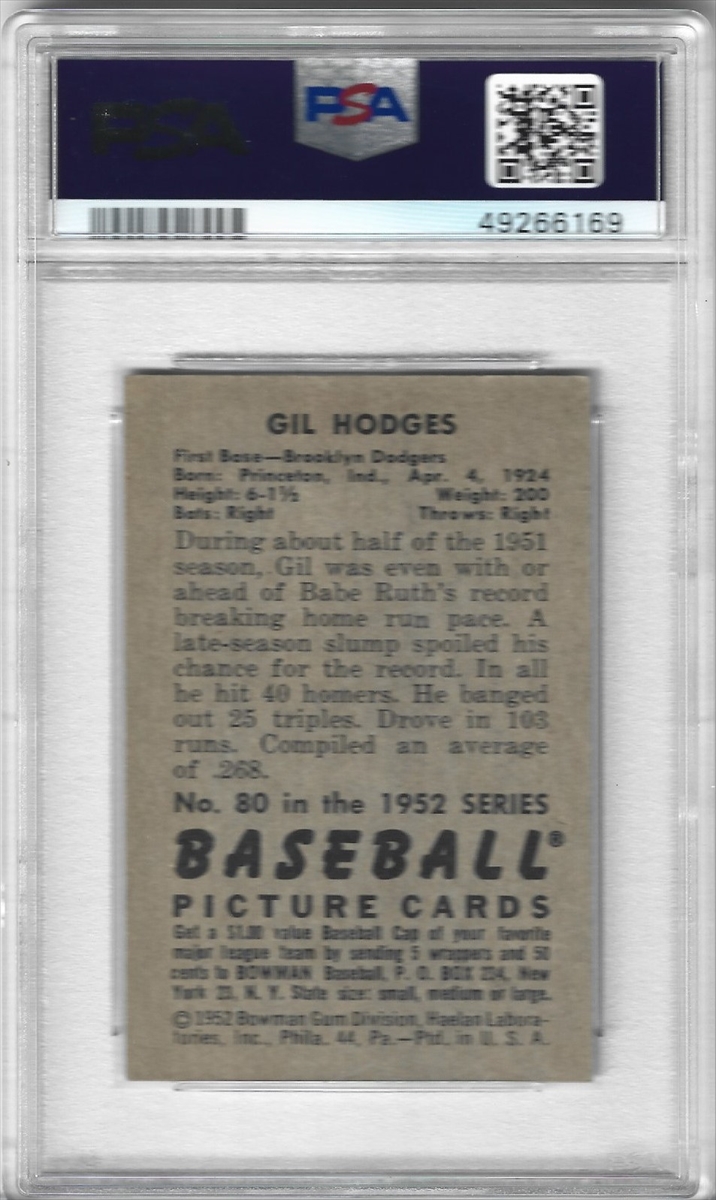 PSA
PSA
49266169
GIL HODGES
First Base—Brooklyn Dodgers
Born: Princeton, Ind., Apr. 4, 1924
Height: 6-1½ Weight: 200
Bats: Right Throws: Right
During about half of the 1951
season, Gil was even with or
ahead of Babe Ruth's record
breaking home run pace. A
late-season slump spoiled his
chance for the record. In all
he hit 40 homers. He banged
out 25 triples. Drove in 103
runs. Compiled an average
of .268.
No. 80 in the 1952 SERIES
BASEBALL®
PICTURE CARDS
Get a $1.00 value Baseball Cap of your favorite
major league team by sending 5 wrappers and 50
cents to BOWMAN Baseball, P. O. BOX 234, New
York 23, N. Y. State size: small, medium or large.
© 1952 Bowman Gum Division, Haelan Labora-
tories, Inc., Phila. 44, Pa.—Ptd. in U. S. A.